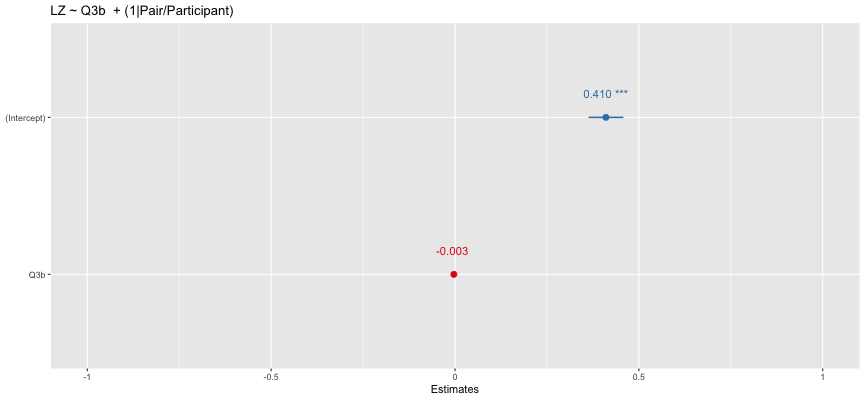 LZ ~ Q3b  + (1|Pair/Participant)
0.410 ***
(Intercept)
-0.003
Q3b
-1 -0.5 0 0.5 1
Estimates